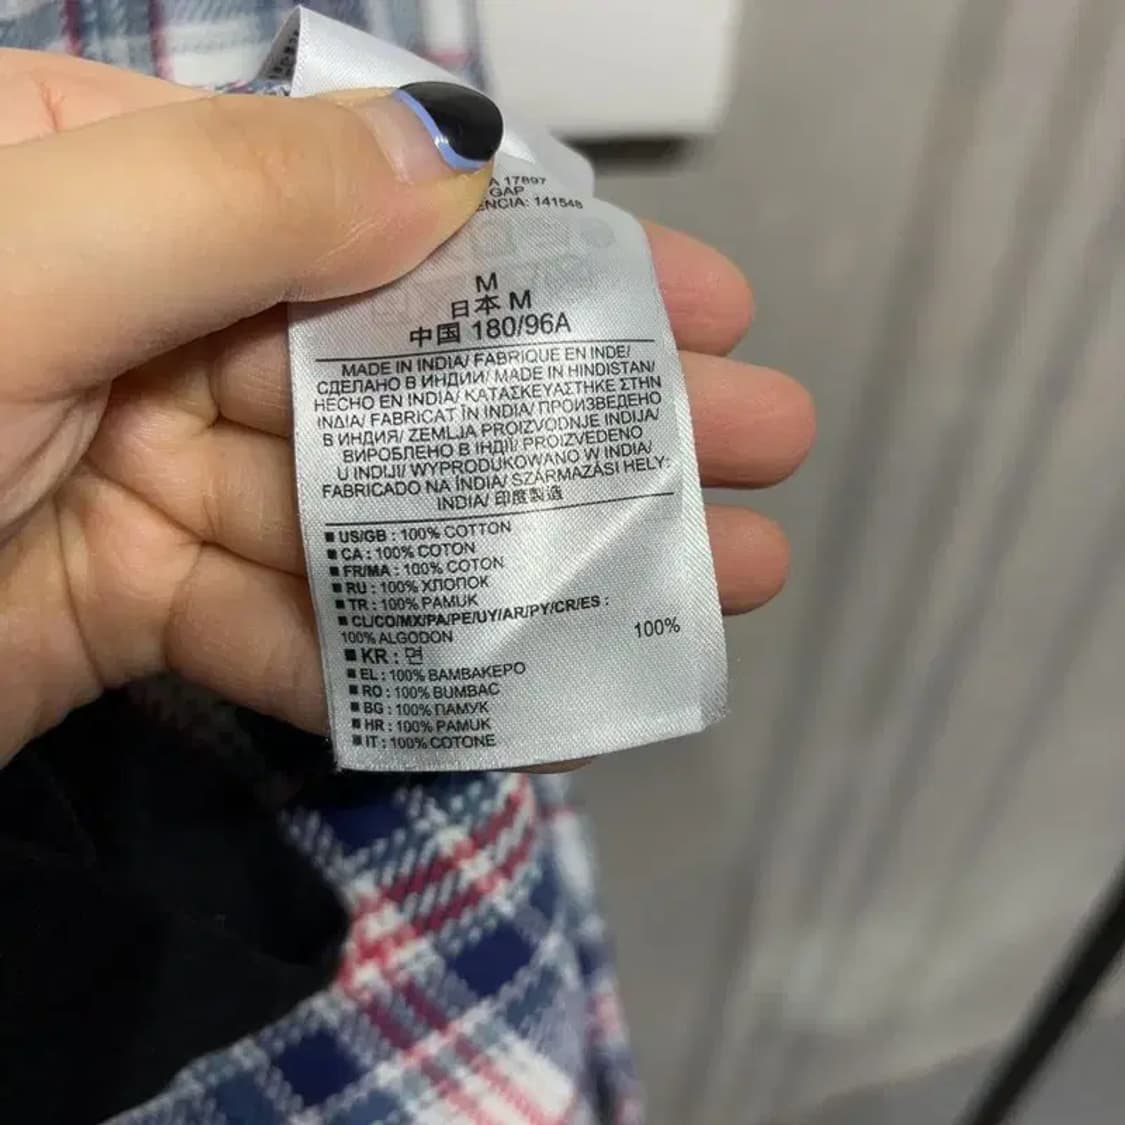 A 17897
GAP
ENCIA: 141548
M
日本 M
中国 180/96A
MADE IN INDIA/ FABRIQUE EN INDE/
СДЕЛАНО В ИНДИИ/ MADE IN HINDISTAN/
HECHO EN INDIA/ ΚΑΤΑΣΚΕΥΑΣΤΗΚΕ ΣΤΗΝ
ΙΝΔΙΑ/ FABRICAT ÎN INDIA/ ПРОИЗВЕДЕНО
В ИНДИЯ/ ZEMLJA PROIZVODNJE INDIJA/
ВИРОБЛЕНО В ІНДІЇ/ PROIZVEDENO
U INDIJI/ WYPRODUKOWANO W INDIA/
FABRICADO NA ÍNDIA/ SZÁRMAZÁSI HELY:
INDIA/ 印度製造
■ US/GB : 100% COTTON
■ CA : 100% COTON
■ FR/MA : 100% COTON
■ RU : 100% ХЛОПОК
■ TR : 100% PAMUK
■ CL/CO/MX/PA/PE/UY/AR/PY/CR/ES :
100% ALGODON
■ KR : 면 100%
■ EL : 100% ΒΑΜΒΑΚΕΡΟ
■ RO : 100% BUMBAC
■ BG : 100% ПАМУК
■ HR : 100% PAMUK
■ IT : 100% COTONE